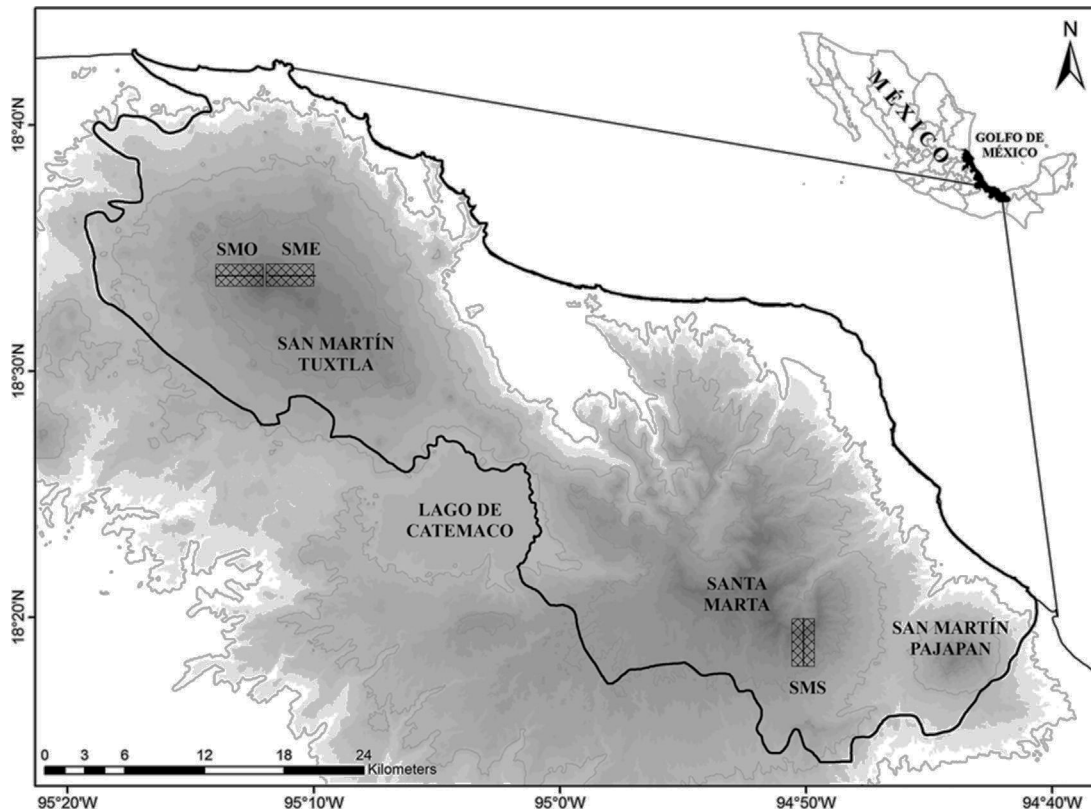 N
MÉXICO
GOLFO DE
MÉXICO
18°40'N
SMO SME
SAN MARTÍN
TUXTLA
18°30'N
LAGO DE
CATEMACO
SANTA
MARTA
18°20'N
SAN MARTÍN
PAJAPAN
SMS
0 3 6 12 18 24
Kilometers
95°20'W 95°10'W 95°0'W 94°50'W 94°40'W